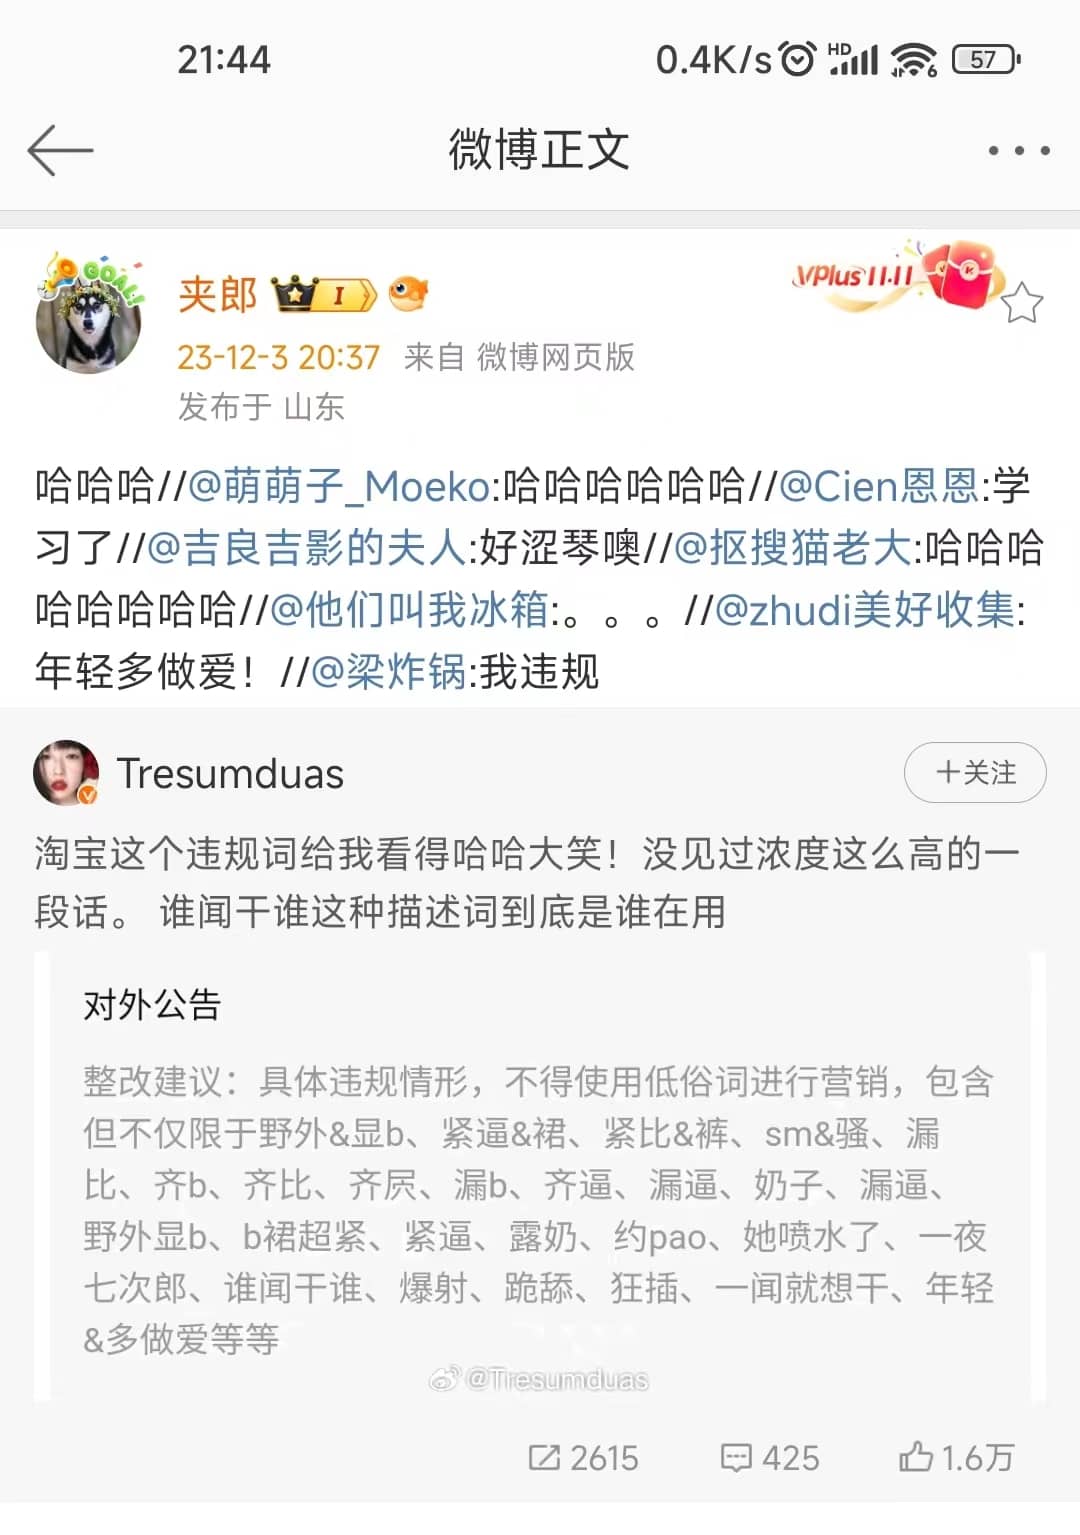 21:44
0.4K/s HD 6 57
微博正文
GOAL!
夹郎 I
VPlus 11.11
23-12-3 20:37 来自 微博网页版
发布于 山东
哈哈哈//@萌萌子_Moeko:哈哈哈哈哈哈//@Cien恩恩:学
习了//@吉良吉影的夫人:好涩琴噢//@抠搜猫老大:哈哈哈
哈哈哈哈哈//@他们叫我冰箱:。。。//@zhudi美好收集:
年轻多做爱！//@梁炸锅:我违规
Tresumduas
+关注
淘宝这个违规词给我看得哈哈大笑！没见过浓度这么高的一
段话。 谁闻干谁这种描述词到底是谁在用
对外公告
整改建议：具体违规情形，不得使用低俗词进行营销，包含
但不仅限于野外&显b、紧逼&裙、紧比&裤、sm&骚、漏
比、齐b、齐比、齐屄、漏b、齐逼、漏逼、奶子、漏逼、
野外显b、b裙超紧、紧逼、露奶、约pao、她喷水了、一夜
七次郎、谁闻干谁、爆射、跪舔、狂插、一闻就想干、年轻
&多做爱等等
@Tresumduas
2615 425 1.6万